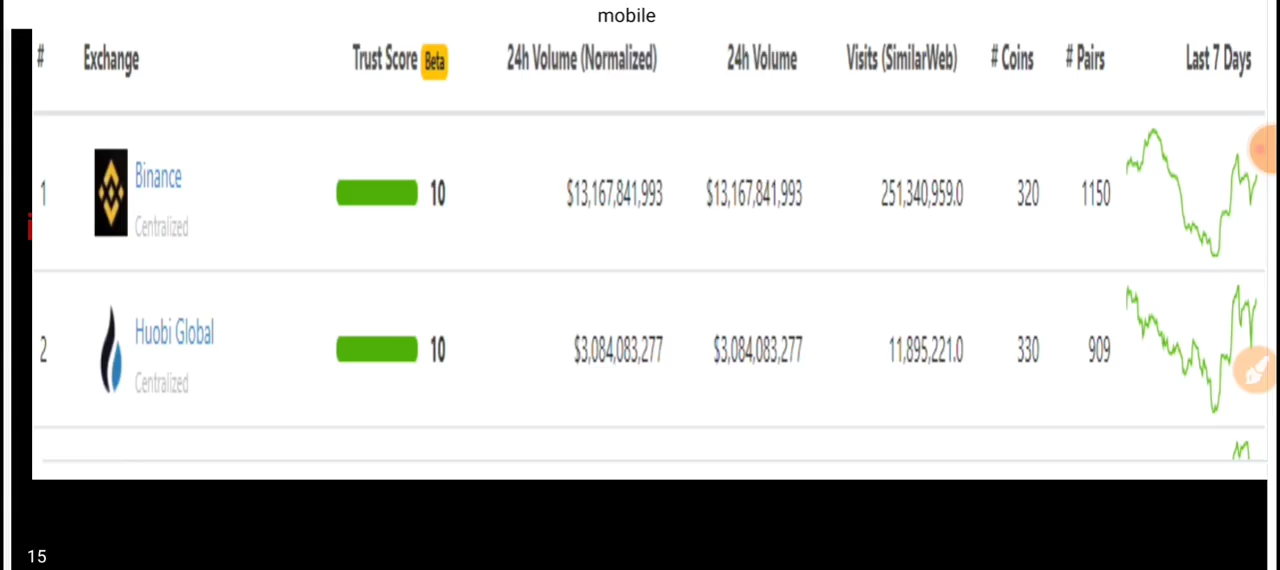 mobile
# Exchange Trust Score Beta 24h Volume (Normalized) 24h Volume Visits (SimilarWeb) # Coins # Pairs Last 7 Days
1 Binance 10 $13,167,841,993 $13,167,841,993 251,340,959.0 320 1150
Centralized
2 Huobi Global 10 $3,084,083,277 $3,084,083,277 11,895,221.0 330 909
Centralized
15